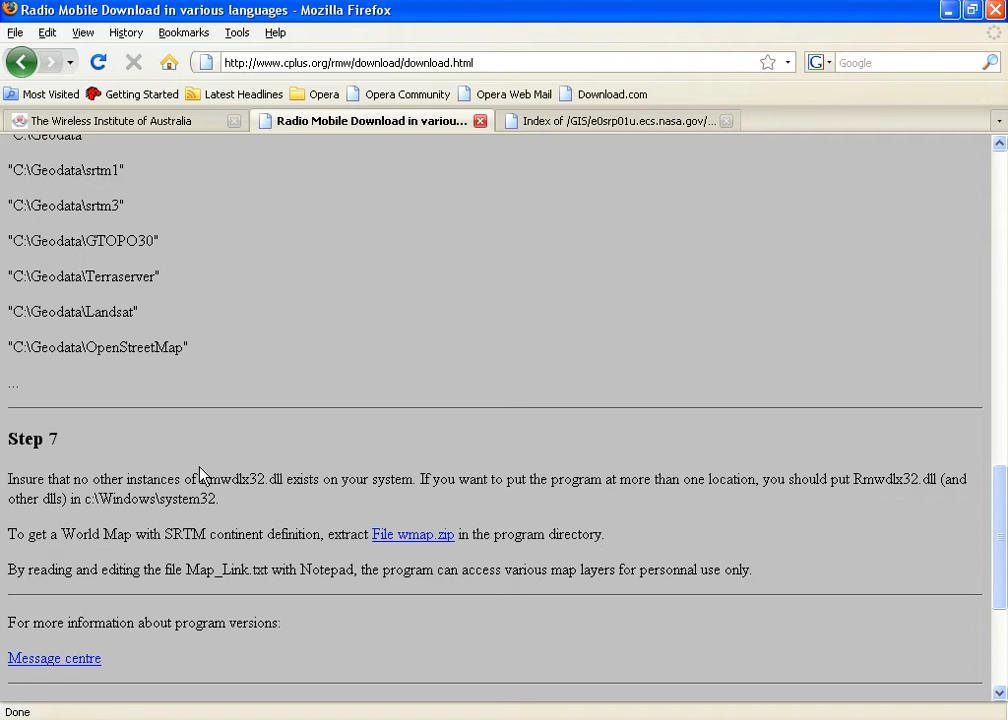 Radio Mobile Download in various languages - Mozilla Firefox
File Edit View History Bookmarks Tools Help
http://www.cplus.org/rmw/download/download.html
G Google
Most Visited Getting Started Latest Headlines Opera Opera Community Opera Web Mail Download.com
The Wireless Institute of Australia Radio Mobile Download in variou... Index of /GIS/e0srp01u.ecs.nasa.gov/...
"C:\Geodata"
"C:\Geodata\srtm1"
"C:\Geodata\srtm3"
"C:\Geodata\GTOPO30"
"C:\Geodata\Terraserver"
"C:\Geodata\Landsat"
"C:\Geodata\OpenStreetMap"
...
Step 7
Insure that no other instances of Rmwdlx32.dll exists on your system. If you want to put the program at more than one location, you should put Rmwdlx32.dll (and
other dlls) in c:\Windows\system32.
To get a World Map with SRTM continent definition, extract File wmap.zip in the program directory.
By reading and editing the file Map_Link.txt with Notepad, the program can access various map layers for personnal use only.
For more information about program versions:
Message centre
Done